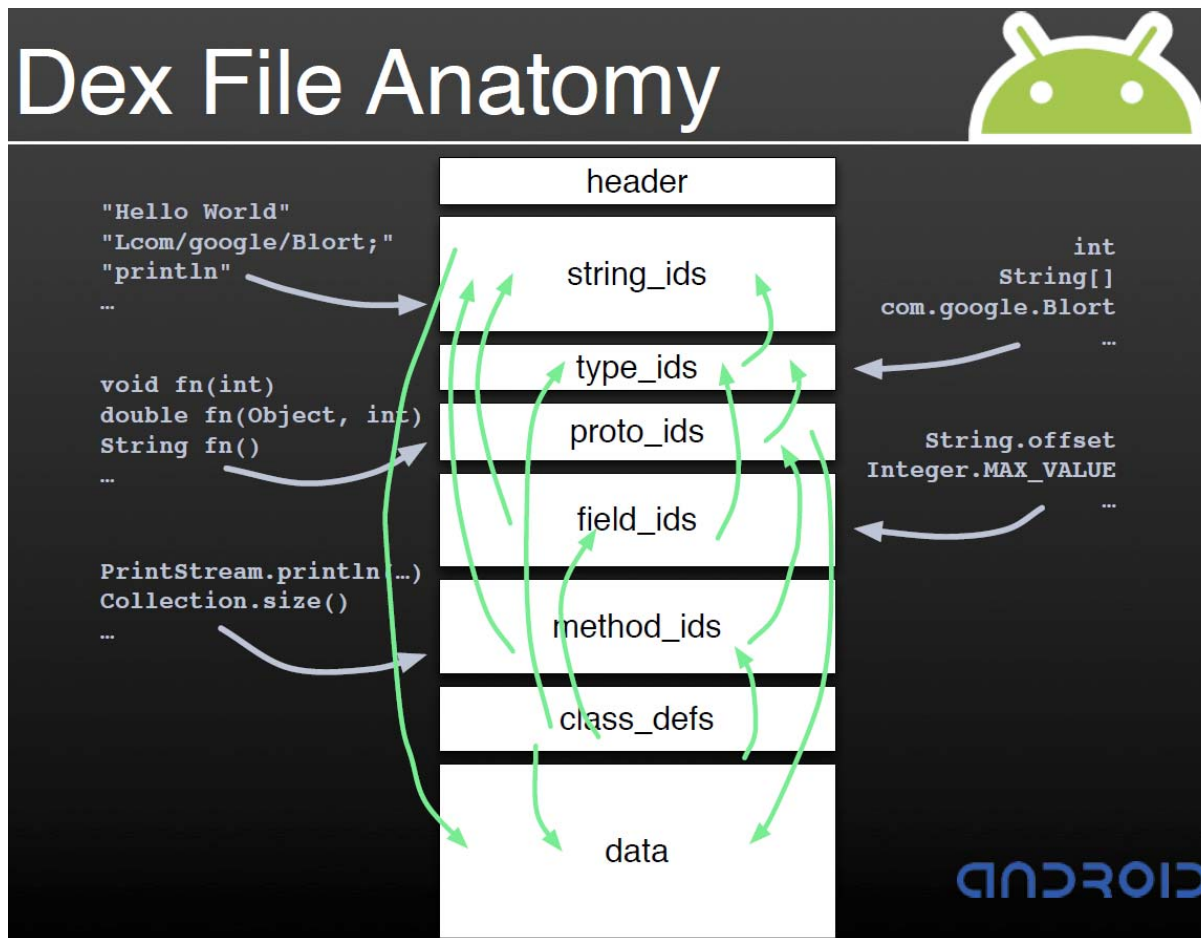 Dex File Anatomy
header
"Hello World"
"Lcom/google/Blort;"
"println"
…
string_ids
int
String[]
com.google.Blort
…
type_ids
void fn(int)
double fn(Object, int)
String fn()
…
proto_ids
String.offset
Integer.MAX_VALUE
…
field_ids
PrintStream.println(…)
Collection.size()
…
method_ids
class_defs
data
ANDROID